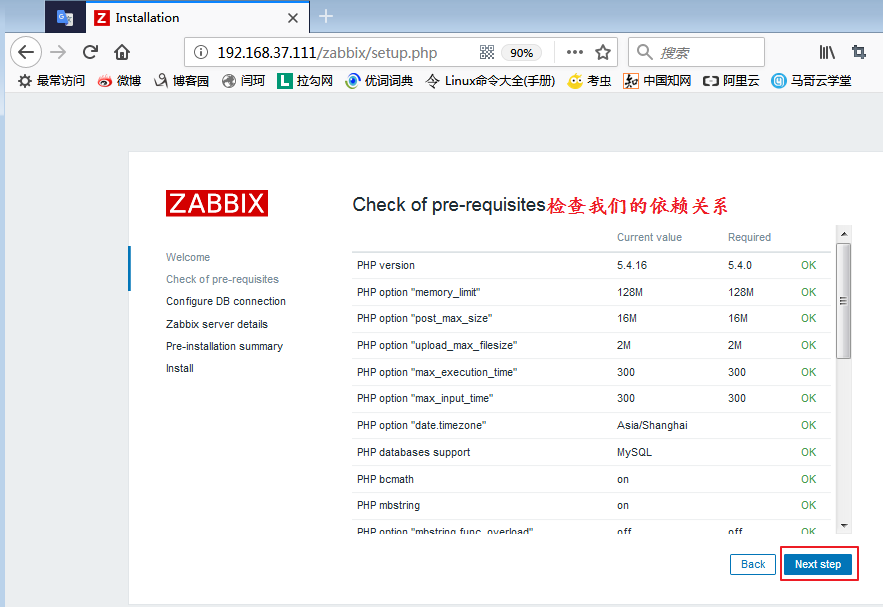 Installation
192.168.37.111/zabbix/setup.php 90% 搜索
最常访问 微博 博客园 闫珂 拉勾网 优词词典 Linux命令大全(手册) 考虫 中国知网 阿里云 马哥云学堂
ZABBIX
Welcome
Check of pre-requisites
Configure DB connection
Zabbix server details
Pre-installation summary
Install
Check of pre-requisites检查我们的依赖关系
Current value Required
PHP version 5.4.16 5.4.0 OK
PHP option "memory_limit" 128M 128M OK
PHP option "post_max_size" 16M 16M OK
PHP option "upload_max_filesize" 2M 2M OK
PHP option "max_execution_time" 300 300 OK
PHP option "max_input_time" 300 300 OK
PHP option "date.timezone" Asia/Shanghai OK
PHP databases support MySQL OK
PHP bcmath on OK
PHP mbstring on OK
PHP option "mbstring.func_overload" off off OK
Back Next step